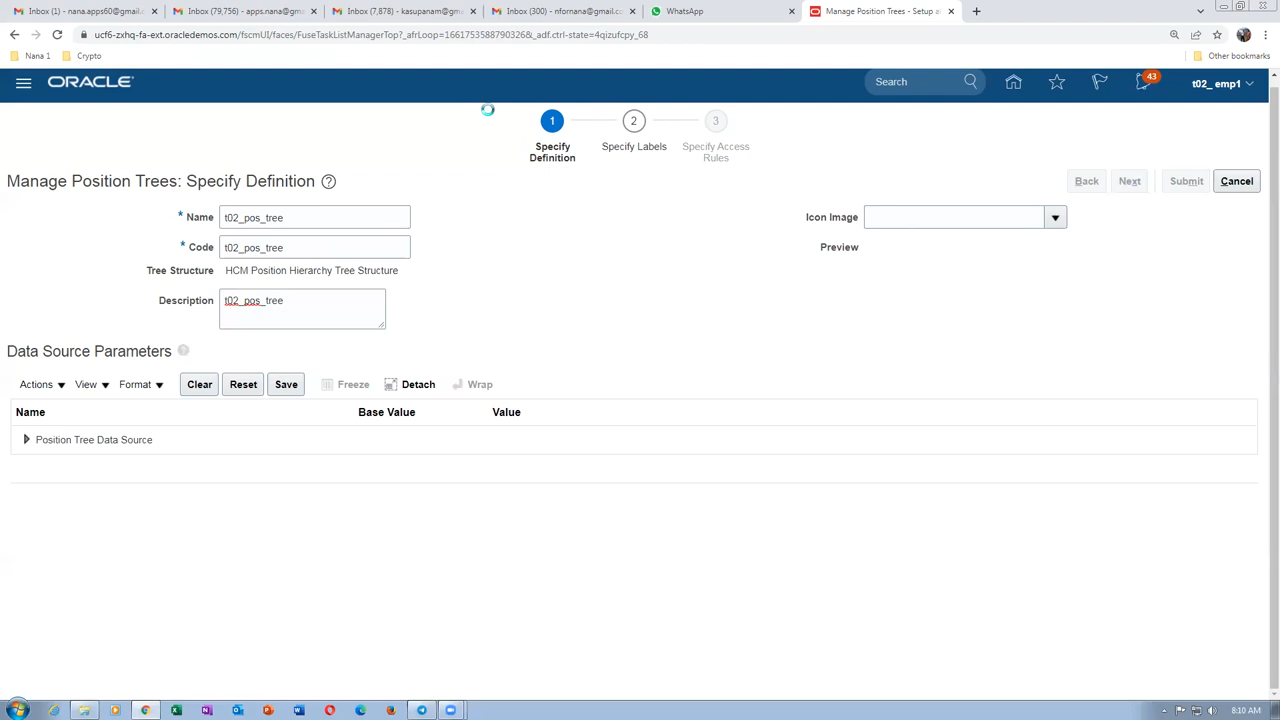 Inbox (1) - nana.apps60@gmail.c
Inbox (79,756) - apps.nana@gma
Inbox (7,878) - kasupanam@gma
Inbox (300) - nfornana@gmail.co
WhatsApp
Manage Position Trees - Setup a
ucf6-zxhq-fa-ext.oracledemos.com/fscmUI/faces/FuseTaskListManagerTop?_afrLoop=1661753588790326&_adf.ctrl-state=4qizufcpy_68
Nana 1
Crypto
Other bookmarks
ORACLE
Search
43
t02_ emp1
1
2
3
Specify Definition
Specify Labels
Specify Access Rules
Manage Position Trees: Specify Definition
Back
Next
Submit
Cancel
* Name t02_pos_tree
Icon Image
* Code t02_pos_tree
Preview
Tree Structure HCM Position Hierarchy Tree Structure
Description t02_pos_tree
Data Source Parameters
Actions View Format Clear Reset Save Freeze Detach Wrap
Name Base Value Value
Position Tree Data Source
8:10 AM